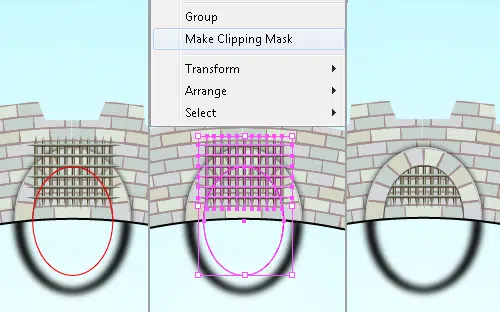 Group
Make Clipping Mask
Transform
Arrange
Select